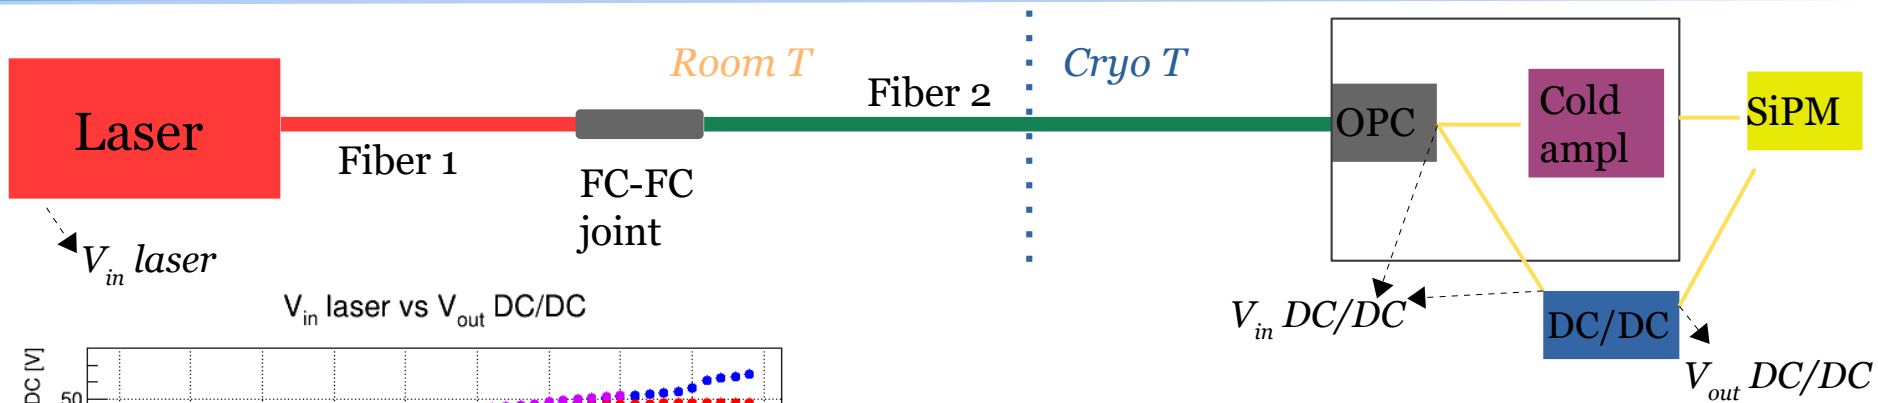 Room T
Cryo T
Laser
Fiber 1
FC-FC
joint
Fiber 2
OPC
Cold
ampl
SiPM
V_in laser
V_in DC/DC
DC/DC
V_out DC/DC
V_in laser vs V_out DC/DC
DC [V]
50